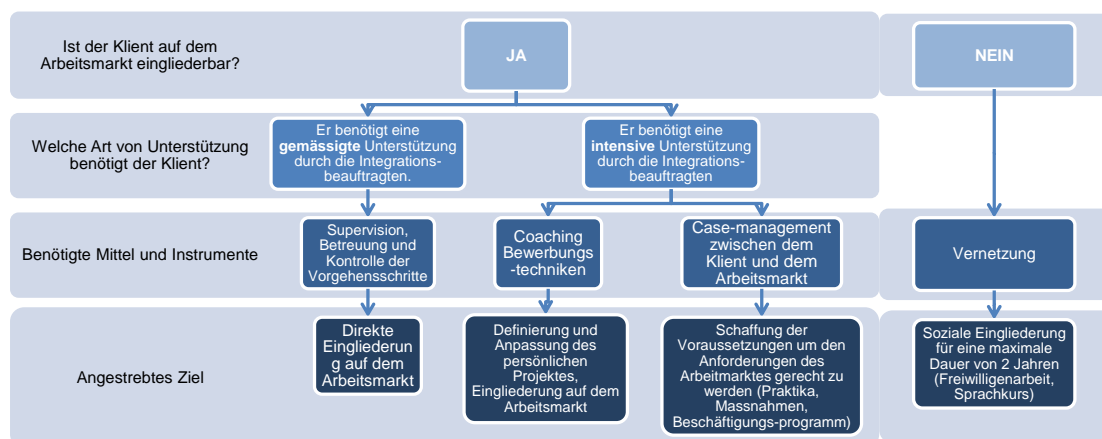 Ist der Klient auf dem
Arbeitsmarkt eingliederbar?
JA
NEIN
Welche Art von Unterstützung
benötigt der Klient?
Er benötigt eine
gemässigte Unterstützung
durch die Integrations-
beauftragten.
Er benötigt eine
intensive Unterstützung
durch die Integrations-
beauftragten
Benötigte Mittel und Instrumente
Supervision,
Betreuung und
Kontrolle der
Vorgehensschritte
Coaching
Bewerbungs
-techniken
Case-management
zwischen dem
Klient und dem
Arbeitsmarkt
Vernetzung
Angestrebtes Ziel
Direkte
Eingliederun
g auf dem
Arbeitsmarkt
Definierung und
Anpassung des
persönlichen
Projektes,
Eingliederung auf dem
Arbeitsmarkt
Schaffung der
Voraussetzungen um den
Anforderungen des
Arbeitmarktes gerecht zu
werden (Praktika,
Massnahmen,
Beschäftigungs-programm)
Soziale Eingliederung
für eine maximale
Dauer von 2 Jahren
(Freiwilligenarbeit,
Sprachkurs)